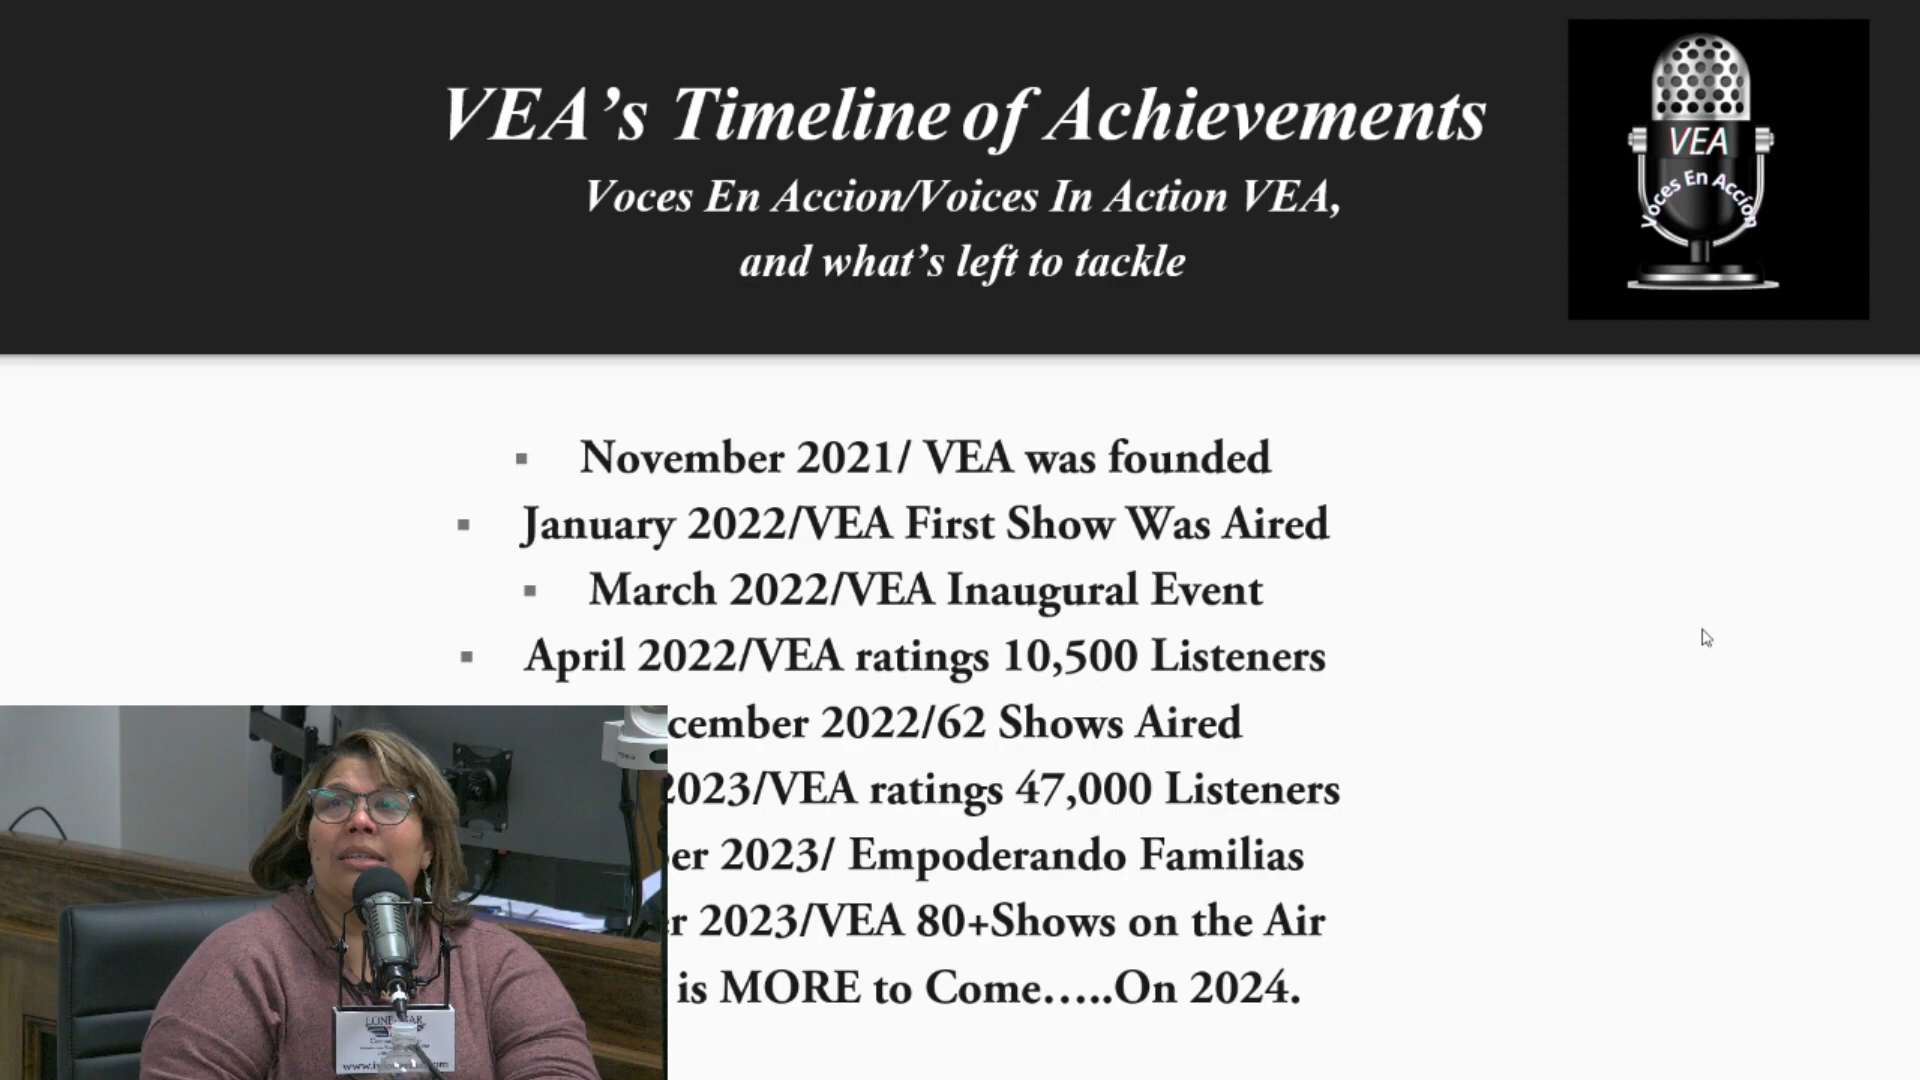 VEA’s Timeline of Achievements
Voces En Accion/Voices In Action VEA,
and what’s left to tackle
VEA
Voces En Acción
November 2021/ VEA was founded
January 2022/VEA First Show Was Aired
March 2022/VEA Inaugural Event
April 2022/VEA ratings 10,500 Listeners
cember 2022/62 Shows Aired
2023/VEA ratings 47,000 Listeners
er 2023/ Empoderando Familias
r 2023/VEA 80+Shows on the Air
is MORE to Come…..On 2024.